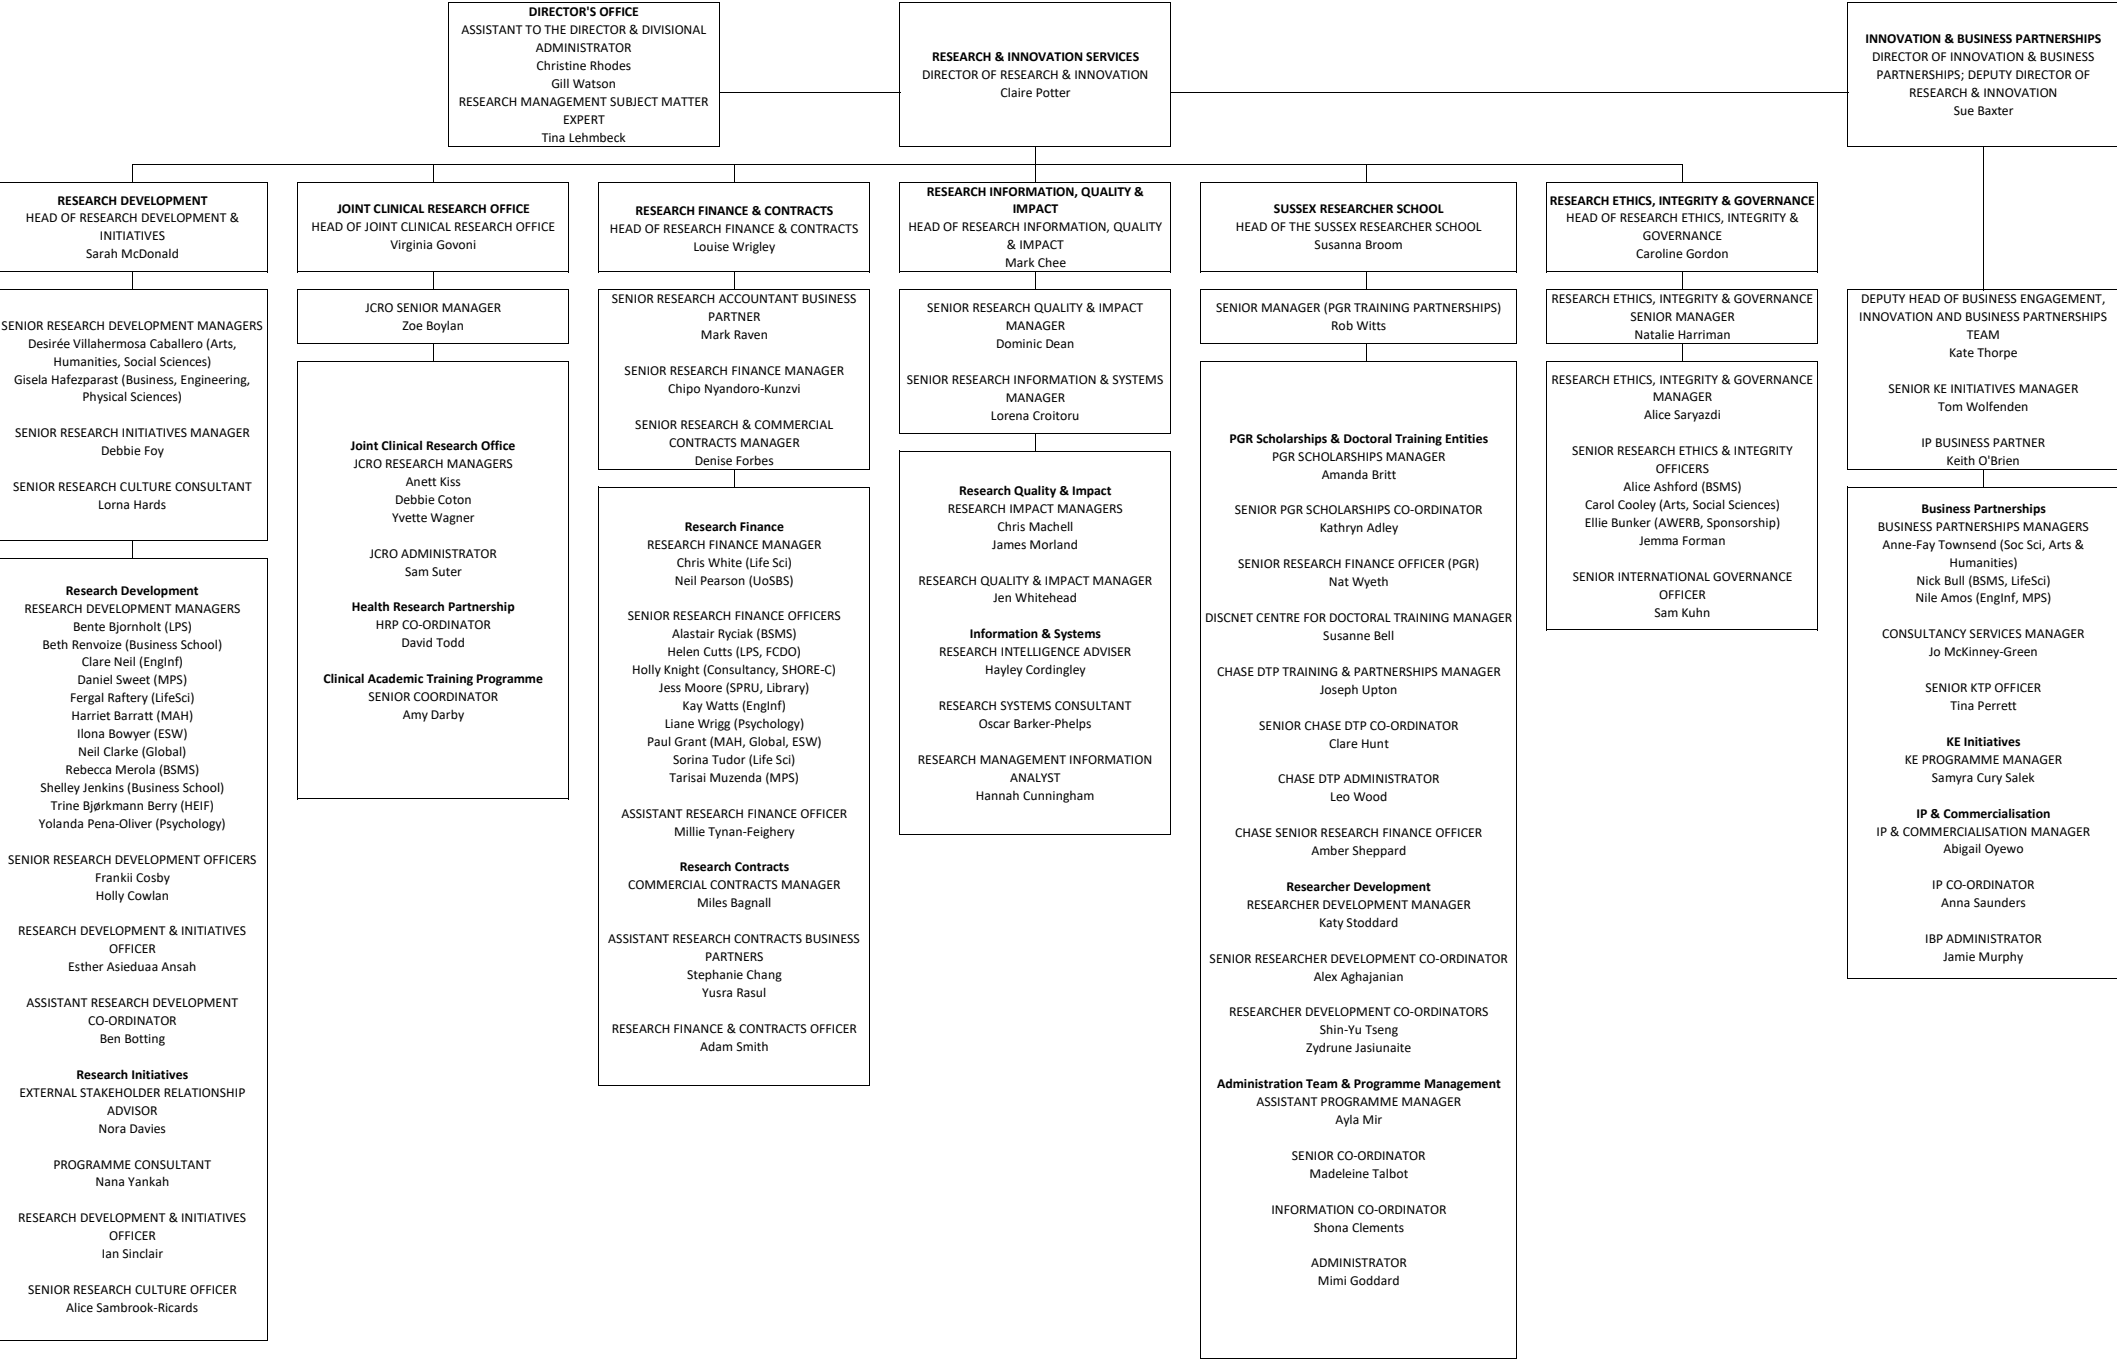 DIRECTOR'S OFFICE
ASSISTANT TO THE DIRECTOR & DIVISIONAL
ADMINISTRATOR
Christine Rhodes
Gill Watson
RESEARCH MANAGEMENT SUBJECT MATTER
EXPERT
Tina Lehmbeck
RESEARCH & INNOVATION SERVICES
DIRECTOR OF RESEARCH & INNOVATION
Claire Potter
INNOVATION & BUSINESS PARTNERSHIPS
DIRECTOR OF INNOVATION & BUSINESS
PARTNERSHIPS; DEPUTY DIRECTOR OF
RESEARCH & INNOVATION
Sue Baxter
RESEARCH DEVELOPMENT
HEAD OF RESEARCH DEVELOPMENT &
INITIATIVES
Sarah McDonald
SENIOR RESEARCH DEVELOPMENT MANAGERS
Desirée Villahermosa Caballero (Arts,
Humanities, Social Sciences)
Gisela Hafezparast (Business, Engineering,
Physical Sciences)
SENIOR RESEARCH INITIATIVES MANAGER
Debbie Foy
SENIOR RESEARCH CULTURE CONSULTANT
Lorna Hards
Research Development
RESEARCH DEVELOPMENT MANAGERS
Bente Bjornholt (LPS)
Beth Renvoize (Business School)
Clare Neil (EngInf)
Daniel Sweet (MPS)
Fergal Raftery (LifeSci)
Harriet Barratt (MAH)
Ilona Bowyer (ESW)
Neil Clarke (Global)
Rebecca Merola (BSMS)
Shelley Jenkins (Business School)
Trine Bjørkmann Berry (HEIF)
Yolanda Pena-Oliver (Psychology)
SENIOR RESEARCH DEVELOPMENT OFFICERS
Frankii Cosby
Holly Cowlan
RESEARCH DEVELOPMENT & INITIATIVES
OFFICER
Esther Asieduaa Ansah
ASSISTANT RESEARCH DEVELOPMENT
CO-ORDINATOR
Ben Botting
Research Initiatives
EXTERNAL STAKEHOLDER RELATIONSHIP
ADVISOR
Nora Davies
PROGRAMME CONSULTANT
Nana Yankah
RESEARCH DEVELOPMENT & INITIATIVES
OFFICER
Ian Sinclair
SENIOR RESEARCH CULTURE OFFICER
Alice Sambrook-Ricards
JOINT CLINICAL RESEARCH OFFICE
HEAD OF JOINT CLINICAL RESEARCH OFFICE
Virginia Govoni
JCRO SENIOR MANAGER
Zoe Boylan
Joint Clinical Research Office
JCRO RESEARCH MANAGERS
Anett Kiss
Debbie Coton
Yvette Wagner
JCRO ADMINISTRATOR
Sam Suter
Health Research Partnership
HRP CO-ORDINATOR
David Todd
Clinical Academic Training Programme
SENIOR COORDINATOR
Amy Darby
RESEARCH FINANCE & CONTRACTS
HEAD OF RESEARCH FINANCE & CONTRACTS
Louise Wrigley
SENIOR RESEARCH ACCOUNTANT BUSINESS
PARTNER
Mark Raven
SENIOR RESEARCH FINANCE MANAGER
Chipo Nyandoro-Kunzvi
SENIOR RESEARCH & COMMERCIAL
CONTRACTS MANAGER
Denise Forbes
Research Finance
RESEARCH FINANCE MANAGER
Chris White (Life Sci)
Neil Pearson (UoSBS)
SENIOR RESEARCH FINANCE OFFICERS
Alastair Ryciak (BSMS)
Helen Cutts (LPS, FCDO)
Holly Knight (Consultancy, SHORE-C)
Jess Moore (SPRU, Library)
Kay Watts (EngInf)
Liane Wrigg (Psychology)
Paul Grant (MAH, Global, ESW)
Sorina Tudor (Life Sci)
Tarisai Muzenda (MPS)
ASSISTANT RESEARCH FINANCE OFFICER
Millie Tynan-Feighery
Research Contracts
COMMERCIAL CONTRACTS MANAGER
Miles Bagnall
ASSISTANT RESEARCH CONTRACTS BUSINESS
PARTNERS
Stephanie Chang
Yusra Rasul
RESEARCH FINANCE & CONTRACTS OFFICER
Adam Smith
RESEARCH INFORMATION, QUALITY &
IMPACT
HEAD OF RESEARCH INFORMATION, QUALITY
& IMPACT
Mark Chee
SENIOR RESEARCH QUALITY & IMPACT
MANAGER
Dominic Dean
SENIOR RESEARCH INFORMATION & SYSTEMS
MANAGER
Lorena Croitoru
Research Quality & Impact
RESEARCH IMPACT MANAGERS
Chris Machell
James Morland
RESEARCH QUALITY & IMPACT MANAGER
Jen Whitehead
Information & Systems
RESEARCH INTELLIGENCE ADVISER
Hayley Cordingley
RESEARCH SYSTEMS CONSULTANT
Oscar Barker-Phelps
RESEARCH MANAGEMENT INFORMATION
ANALYST
Hannah Cunningham
SUSSEX RESEARCHER SCHOOL
HEAD OF THE SUSSEX RESEARCHER SCHOOL
Susanna Broom
SENIOR MANAGER (PGR TRAINING PARTNERSHIPS)
Rob Witts
PGR Scholarships & Doctoral Training Entities
PGR SCHOLARSHIPS MANAGER
Amanda Britt
SENIOR PGR SCHOLARSHIPS CO-ORDINATOR
Kathryn Adley
SENIOR RESEARCH FINANCE OFFICER (PGR)
Nat Wyeth
DISCNET CENTRE FOR DOCTORAL TRAINING MANAGER
Susanne Bell
CHASE DTP TRAINING & PARTNERSHIPS MANAGER
Joseph Upton
SENIOR CHASE DTP CO-ORDINATOR
Clare Hunt
CHASE DTP ADMINISTRATOR
Leo Wood
CHASE SENIOR RESEARCH FINANCE OFFICER
Amber Sheppard
Researcher Development
RESEARCHER DEVELOPMENT MANAGER
Katy Stoddard
SENIOR RESEARCHER DEVELOPMENT CO-ORDINATOR
Alex Aghajanian
RESEARCHER DEVELOPMENT CO-ORDINATORS
Shin-Yu Tseng
Zydrune Jasiunaite
Administration Team & Programme Management
ASSISTANT PROGRAMME MANAGER
Ayla Mir
SENIOR CO-ORDINATOR
Madeleine Talbot
INFORMATION CO-ORDINATOR
Shona Clements
ADMINISTRATOR
Mimi Goddard
RESEARCH ETHICS, INTEGRITY & GOVERNANCE
HEAD OF RESEARCH ETHICS, INTEGRITY &
GOVERNANCE
Caroline Gordon
RESEARCH ETHICS, INTEGRITY & GOVERNANCE
SENIOR MANAGER
Natalie Harriman
RESEARCH ETHICS, INTEGRITY & GOVERNANCE
MANAGER
Alice Saryazdi
SENIOR RESEARCH ETHICS & INTEGRITY
OFFICERS
Alice Ashford (BSMS)
Carol Cooley (Arts, Social Sciences)
Ellie Bunker (AWERB, Sponsorship)
Jemma Forman
SENIOR INTERNATIONAL GOVERNANCE
OFFICER
Sam Kuhn
DEPUTY HEAD OF BUSINESS ENGAGEMENT,
INNOVATION AND BUSINESS PARTNERSHIPS
TEAM
Kate Thorpe
SENIOR KE INITIATIVES MANAGER
Tom Wolfenden
IP BUSINESS PARTNER
Keith O'Brien
Business Partnerships
BUSINESS PARTNERSHIPS MANAGERS
Anne-Fay Townsend (Soc Sci, Arts &
Humanities)
Nick Bull (BSMS, LifeSci)
Nile Amos (EngInf, MPS)
CONSULTANCY SERVICES MANAGER
Jo McKinney-Green
SENIOR KTP OFFICER
Tina Perrett
KE Initiatives
KE PROGRAMME MANAGER
Samyra Cury Salek
IP & Commercialisation
IP & COMMERCIALISATION MANAGER
Abigail Oyewo
IP CO-ORDINATOR
Anna Saunders
IBP ADMINISTRATOR
Jamie Murphy